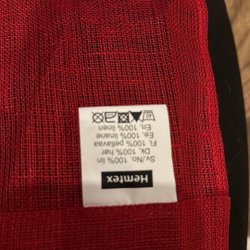 Hemtex
Sv./No. 100% lin
Dk. 100% hør
Fi. 100% pellavaa
Ee. 100% linane
En. 100% linen